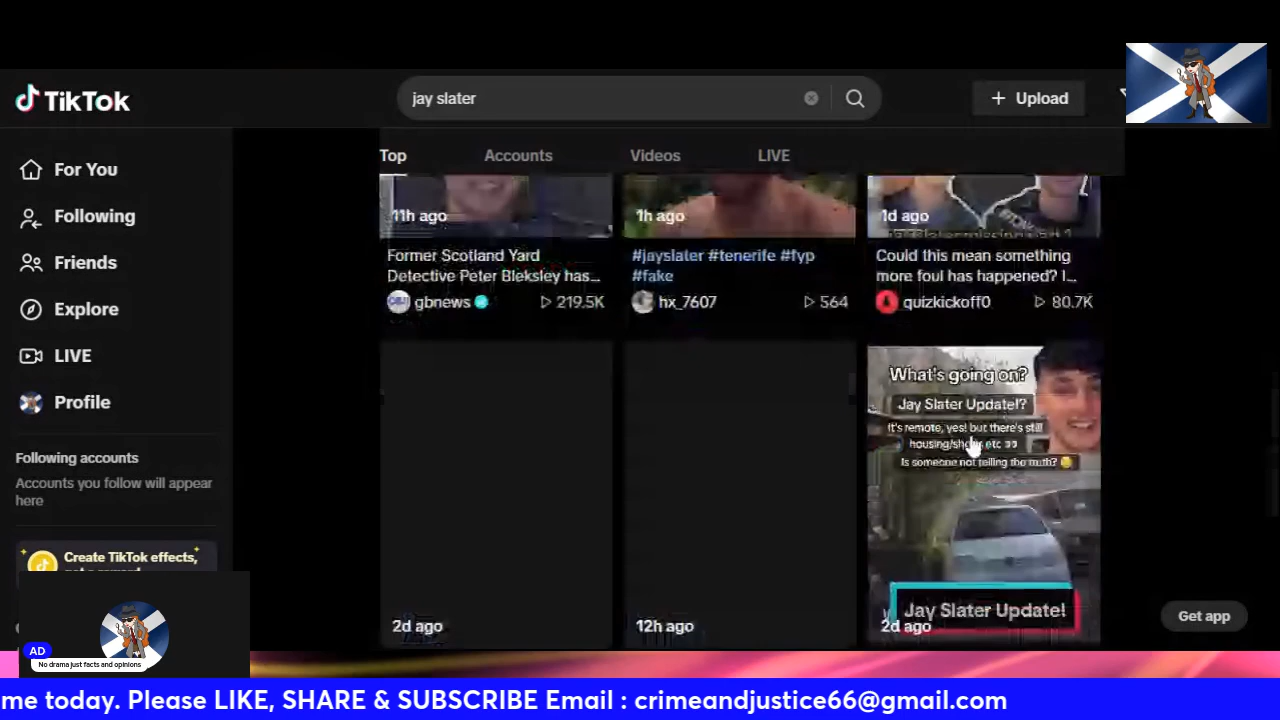 TikTok
jay slater
Upload
For You
Following
Friends
Explore
LIVE
Profile
Following accounts
Accounts you follow will appear
here
Create TikTok effects,
Top
Accounts
Videos
LIVE
11h ago
1h ago
1d ago
Former Scotland Yard
Detective Peter Bleksley has...
gbnews
219.5K
#jayslater #tenerife #fyp
#fake
hx_7607
564
Could this mean something
more foul has happened? I...
quizkickoff0
80.7K
What's going on?
Jay Slater Update!?
It's remote, yes! but there's still
etc
Is someone not telling the truth?
Jay Slater Update!
2d ago
12h ago
2d ago
Get app
AD
No drama just facts and opinions
me today. Please LIKE, SHARE & SUBSCRIBE Email : crimeandjustice66@gmail.com